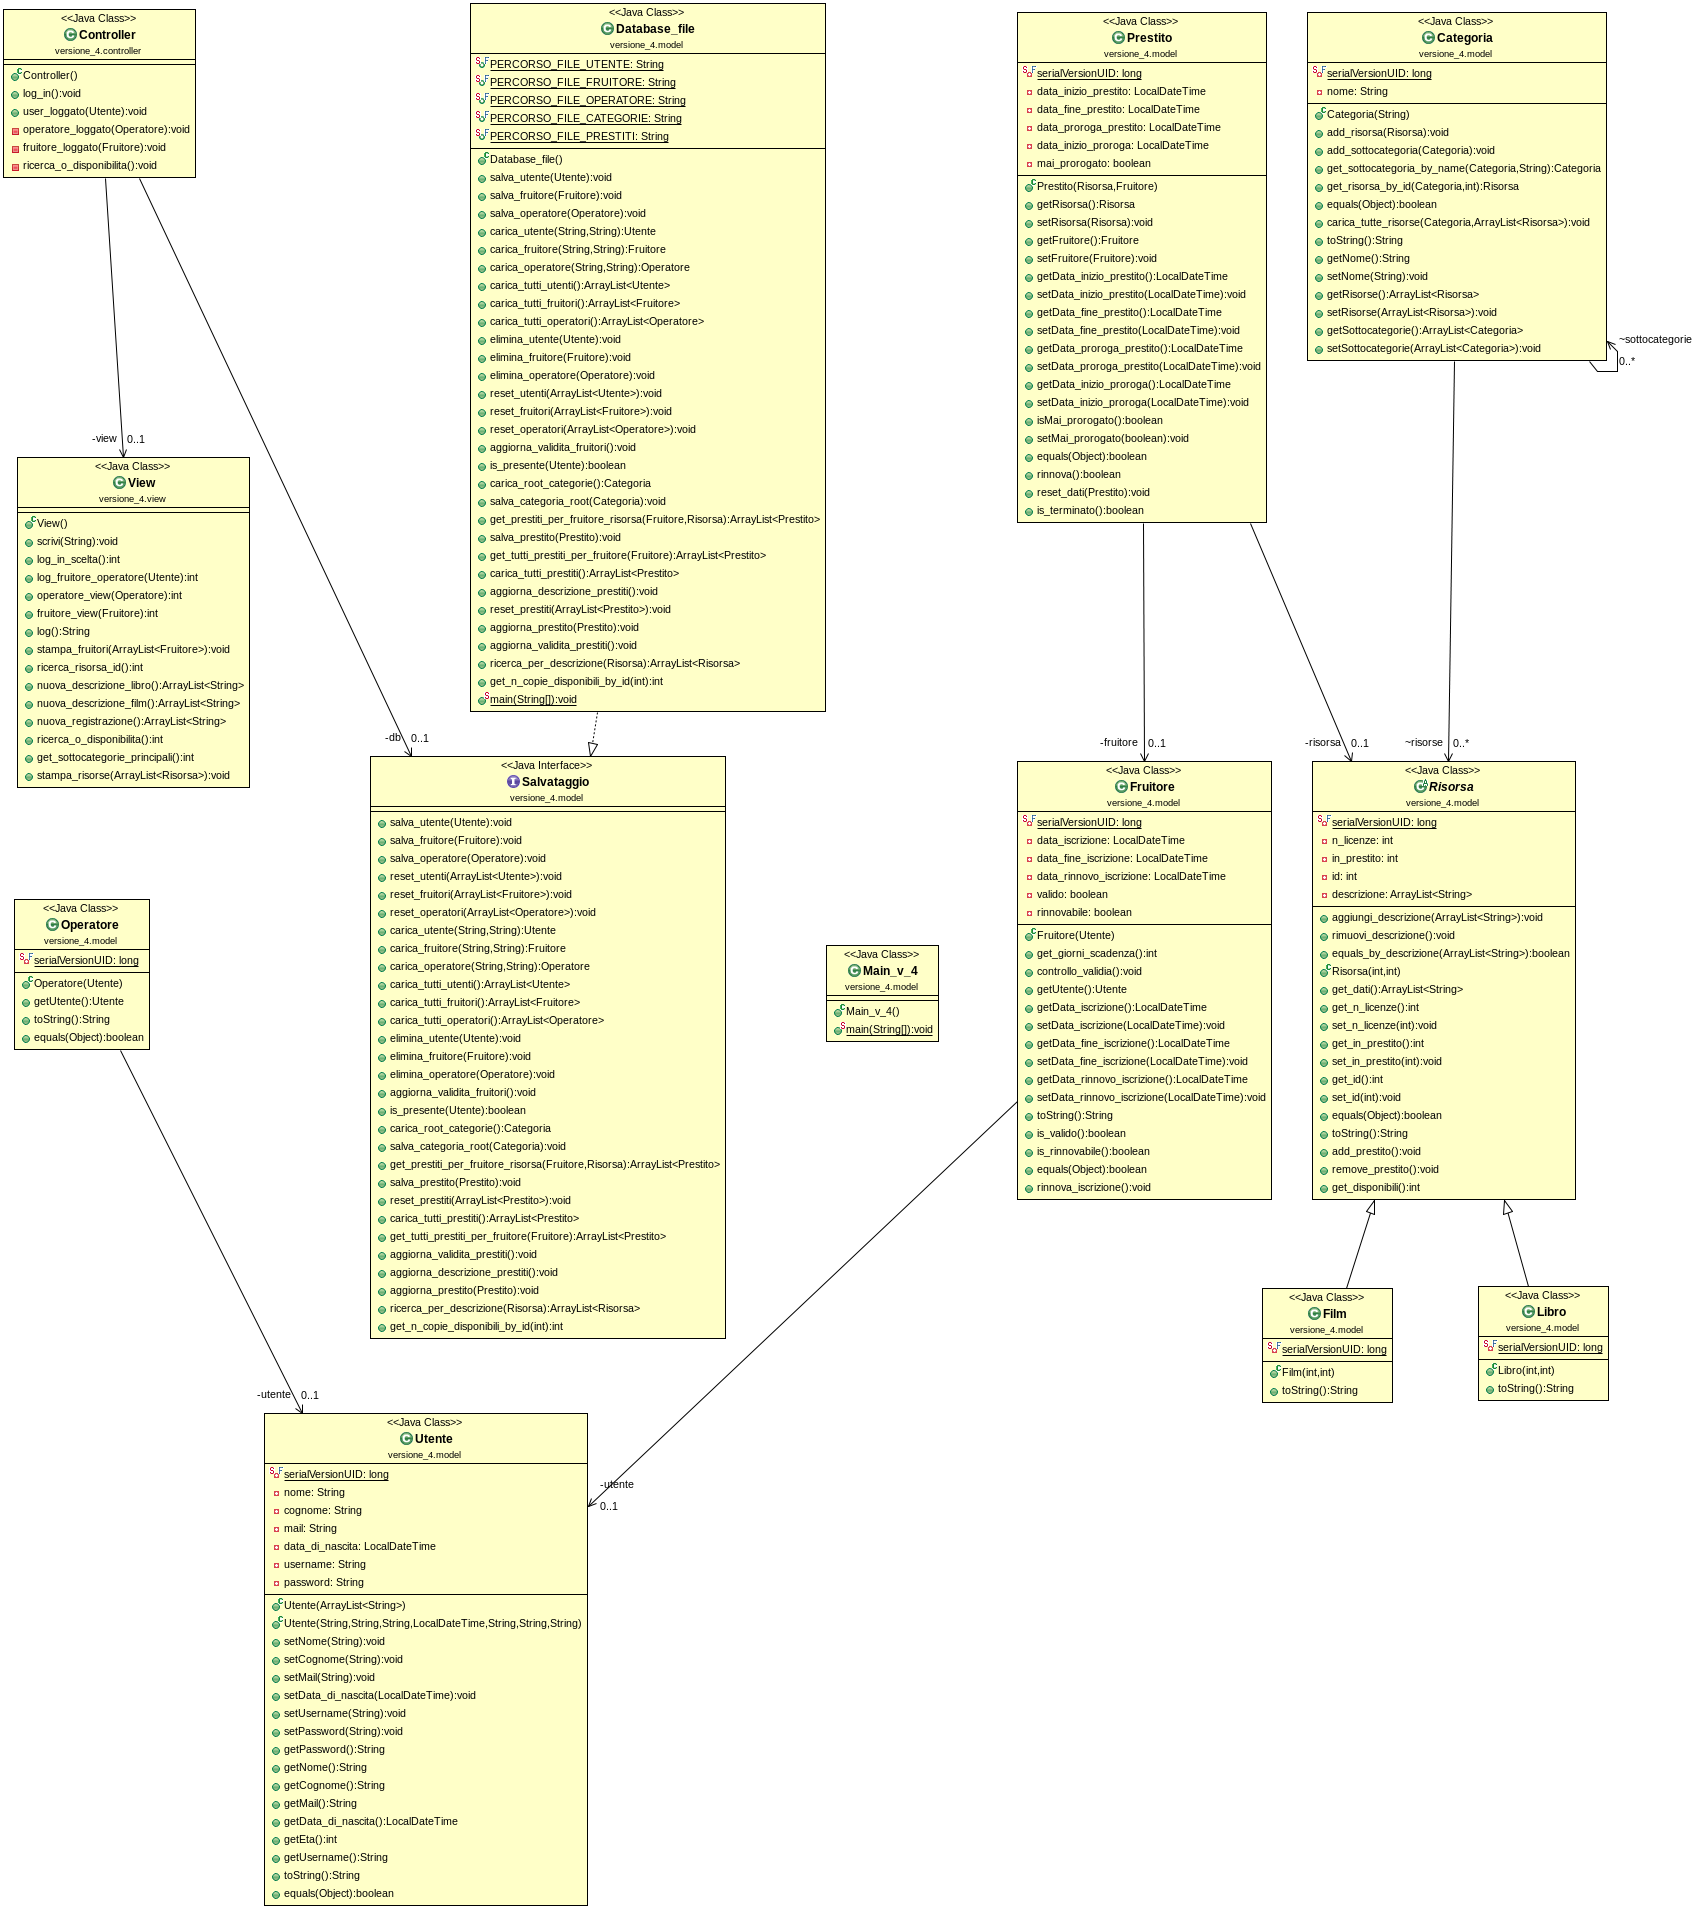 <<Java Class>>
Controller
versione_4.controller
Controller()
log_in():void
user_loggato(Utente):void
operatore_loggato(Operatore):void
fruitore_loggato(Fruitore):void
ricerca_o_disponibilita():void
<<Java Class>>
Database_file
versione_4.model
PERCORSO_FILE_UTENTE: String
PERCORSO_FILE_FRUITORE: String
PERCORSO_FILE_OPERATORE: String
PERCORSO_FILE_CATEGORIE: String
PERCORSO_FILE_PRESTITI: String
Database_file()
salva_utente(Utente):void
salva_fruitore(Fruitore):void
salva_operatore(Operatore):void
carica_utente(String,String):Utente
carica_fruitore(String,String):Fruitore
carica_operatore(String,String):Operatore
carica_tutti_utenti():ArrayList<Utente>
carica_tutti_fruitori():ArrayList<Fruitore>
carica_tutti_operatori():ArrayList<Operatore>
elimina_utente(Utente):void
elimina_fruitore(Fruitore):void
elimina_operatore(Operatore):void
reset_utenti(ArrayList<Utente>):void
reset_fruitori(ArrayList<Fruitore>):void
reset_operatori(ArrayList<Operatore>):void
aggiorna_validita_fruitori():void
is_presente(Utente):boolean
carica_root_categorie():Categoria
salva_categoria_root(Categoria):void
get_prestiti_per_fruitore_risorsa(Fruitore,Risorsa):ArrayList<Prestito>
salva_prestito(Prestito):void
get_tutti_prestiti_per_fruitore(Fruitore):ArrayList<Prestito>
carica_tutti_prestiti():ArrayList<Prestito>
aggiorna_descrizione_prestiti():void
reset_prestiti(ArrayList<Prestito>):void
aggiorna_prestito(Prestito):void
aggiorna_validita_prestiti():void
ricerca_per_descrizione(Risorsa):ArrayList<Risorsa>
get_n_copie_disponibili_by_id(int):int
main(String[]):void
<<Java Class>>
Prestito
versione_4.model
serialVersionUID: long
data_inizio_prestito: LocalDateTime
data_fine_prestito: LocalDateTime
data_proroga_prestito: LocalDateTime
data_inizio_proroga: LocalDateTime
mai_prorogato: boolean
Prestito(Risorsa,Fruitore)
getRisorsa():Risorsa
setRisorsa(Risorsa):void
getFruitore():Fruitore
setFruitore(Fruitore):void
getData_inizio_prestito():LocalDateTime
setData_inizio_prestito(LocalDateTime):void
getData_fine_prestito():LocalDateTime
setData_fine_prestito(LocalDateTime):void
getData_proroga_prestito():LocalDateTime
setData_proroga_prestito(LocalDateTime):void
getData_inizio_proroga():LocalDateTime
setData_inizio_proroga(LocalDateTime):void
isMai_prorogato():boolean
setMai_prorogato(boolean):void
equals(Object):boolean
rinnova():boolean
reset_dati(Prestito):void
is_terminato():boolean
<<Java Class>>
Categoria
versione_4.model
serialVersionUID: long
nome: String
Categoria(String)
add_risorsa(Risorsa):void
add_sottocategoria(Categoria):void
get_sottocategoria_by_name(Categoria,String):Categoria
get_risorsa_by_id(Categoria,int):Risorsa
equals(Object):boolean
carica_tutte_risorse(Categoria,ArrayList<Risorsa>):void
toString():String
getNome():String
setNome(String):void
getRisorse():ArrayList<Risorsa>
setRisorse(ArrayList<Risorsa>):void
getSottocategorie():ArrayList<Categoria>
setSottocategorie(ArrayList<Categoria>):void
~sottocategorie
0..*
-view 0..1
<<Java Class>>
View
versione_4.view
View()
scrivi(String):void
log_in_scelta():int
log_fruitore_operatore(Utente):int
operatore_view(Operatore):int
fruitore_view(Fruitore):int
log():String
stampa_fruitori(ArrayList<Fruitore>):void
ricerca_risorsa_id():int
nuova_descrizione_libro():ArrayList<String>
nuova_descrizione_film():ArrayList<String>
nuova_registrazione():ArrayList<String>
ricerca_o_disponibilita():int
get_sottocategorie_principali():int
stampa_risorse(ArrayList<Risorsa>):void
-db 0..1
<<Java Interface>>
Salvataggio
versione_4.model
salva_utente(Utente):void
salva_fruitore(Fruitore):void
salva_operatore(Operatore):void
reset_utenti(ArrayList<Utente>):void
reset_fruitori(ArrayList<Fruitore>):void
reset_operatori(ArrayList<Operatore>):void
carica_utente(String,String):Utente
carica_fruitore(String,String):Fruitore
carica_operatore(String,String):Operatore
carica_tutti_utenti():ArrayList<Utente>
carica_tutti_fruitori():ArrayList<Fruitore>
carica_tutti_operatori():ArrayList<Operatore>
elimina_utente(Utente):void
elimina_fruitore(Fruitore):void
elimina_operatore(Operatore):void
aggiorna_validita_fruitori():void
is_presente(Utente):boolean
carica_root_categorie():Categoria
salva_categoria_root(Categoria):void
get_prestiti_per_fruitore_risorsa(Fruitore,Risorsa):ArrayList<Prestito>
salva_prestito(Prestito):void
reset_prestiti(ArrayList<Prestito>):void
carica_tutti_prestiti():ArrayList<Prestito>
get_tutti_prestiti_per_fruitore(Fruitore):ArrayList<Prestito>
aggiorna_validita_prestiti():void
aggiorna_descrizione_prestiti():void
aggiorna_prestito(Prestito):void
ricerca_per_descrizione(Risorsa):ArrayList<Risorsa>
get_n_copie_disponibili_by_id(int):int
-fruitore 0..1
<<Java Class>>
Fruitore
versione_4.model
serialVersionUID: long
data_iscrizione: LocalDateTime
data_fine_iscrizione: LocalDateTime
data_rinnovo_iscrizione: LocalDateTime
valido: boolean
rinnovabile: boolean
Fruitore(Utente)
get_giorni_scadenza():int
controllo_validia():void
getUtente():Utente
getData_iscrizione():LocalDateTime
setData_iscrizione(LocalDateTime):void
getData_fine_iscrizione():LocalDateTime
setData_fine_iscrizione(LocalDateTime):void
getData_rinnovo_iscrizione():LocalDateTime
setData_rinnovo_iscrizione(LocalDateTime):void
toString():String
is_valido():boolean
is_rinnovabile():boolean
equals(Object):boolean
rinnova_iscrizione():void
-risorsa 0..1
~risorse 0..*
<<Java Class>>
Risorsa
versione_4.model
serialVersionUID: long
n_licenze: int
in_prestito: int
id: int
descrizione: ArrayList<String>
aggiungi_descrizione(ArrayList<String>):void
rimuovi_descrizione():void
equals_by_descrizione(ArrayList<String>):boolean
Risorsa(int,int)
get_dati():ArrayList<String>
get_n_licenze():int
set_n_licenze(int):void
get_in_prestito():int
set_in_prestito(int):void
get_id():int
set_id(int):void
equals(Object):boolean
toString():String
add_prestito():void
remove_prestito():void
get_disponibili():int
<<Java Class>>
Operatore
versione_4.model
serialVersionUID: long
Operatore(Utente)
getUtente():Utente
toString():String
equals(Object):boolean
<<Java Class>>
Main_v_4
versione_4.model
Main_v_4()
main(String[]):void
<<Java Class>>
Film
versione_4.model
serialVersionUID: long
Film(int,int)
toString():String
<<Java Class>>
Libro
versione_4.model
serialVersionUID: long
Libro(int,int)
toString():String
-utente 0..1
-utente
0..1
<<Java Class>>
Utente
versione_4.model
serialVersionUID: long
nome: String
cognome: String
mail: String
data_di_nascita: LocalDateTime
username: String
password: String
Utente(ArrayList<String>)
Utente(String,String,String,LocalDateTime,String,String,String)
setNome(String):void
setCognome(String):void
setMail(String):void
setData_di_nascita(LocalDateTime):void
setUsername(String):void
setPassword(String):void
getPassword():String
getNome():String
getCognome():String
getMail():String
getData_di_nascita():LocalDateTime
getEta():int
getUsername():String
toString():String
equals(Object):boolean